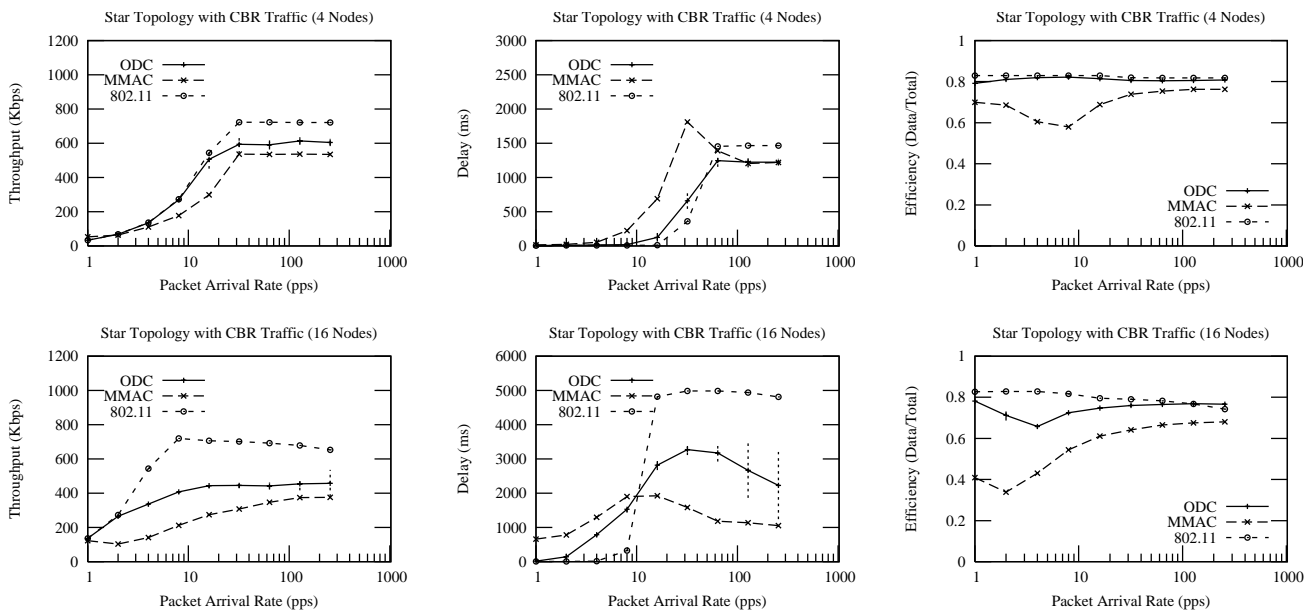 Star Topology with CBR Traffic (4 Nodes)
Throughput (Kbps)
1200
1000
800
600
400
200
0
ODC
MMAC
802.11
1 10 100 1000
Packet Arrival Rate (pps)
Star Topology with CBR Traffic (4 Nodes)
Delay (ms)
3000
2500
2000
1500
1000
500
0
ODC
MMAC
802.11
1 10 100 1000
Packet Arrival Rate (pps)
Star Topology with CBR Traffic (4 Nodes)
Efficiency (Data/Total)
1
0.8
0.6
0.4
0.2
0
ODC
MMAC
802.11
1 10 100 1000
Packet Arrival Rate (pps)
Star Topology with CBR Traffic (16 Nodes)
Throughput (Kbps)
1200
1000
800
600
400
200
0
ODC
MMAC
802.11
1 10 100 1000
Packet Arrival Rate (pps)
Star Topology with CBR Traffic (16 Nodes)
Delay (ms)
6000
5000
4000
3000
2000
1000
0
ODC
MMAC
802.11
1 10 100 1000
Packet Arrival Rate (pps)
Star Topology with CBR Traffic (16 Nodes)
Efficiency (Data/Total)
1
0.8
0.6
0.4
0.2
0
ODC
MMAC
802.11
1 10 100 1000
Packet Arrival Rate (pps)